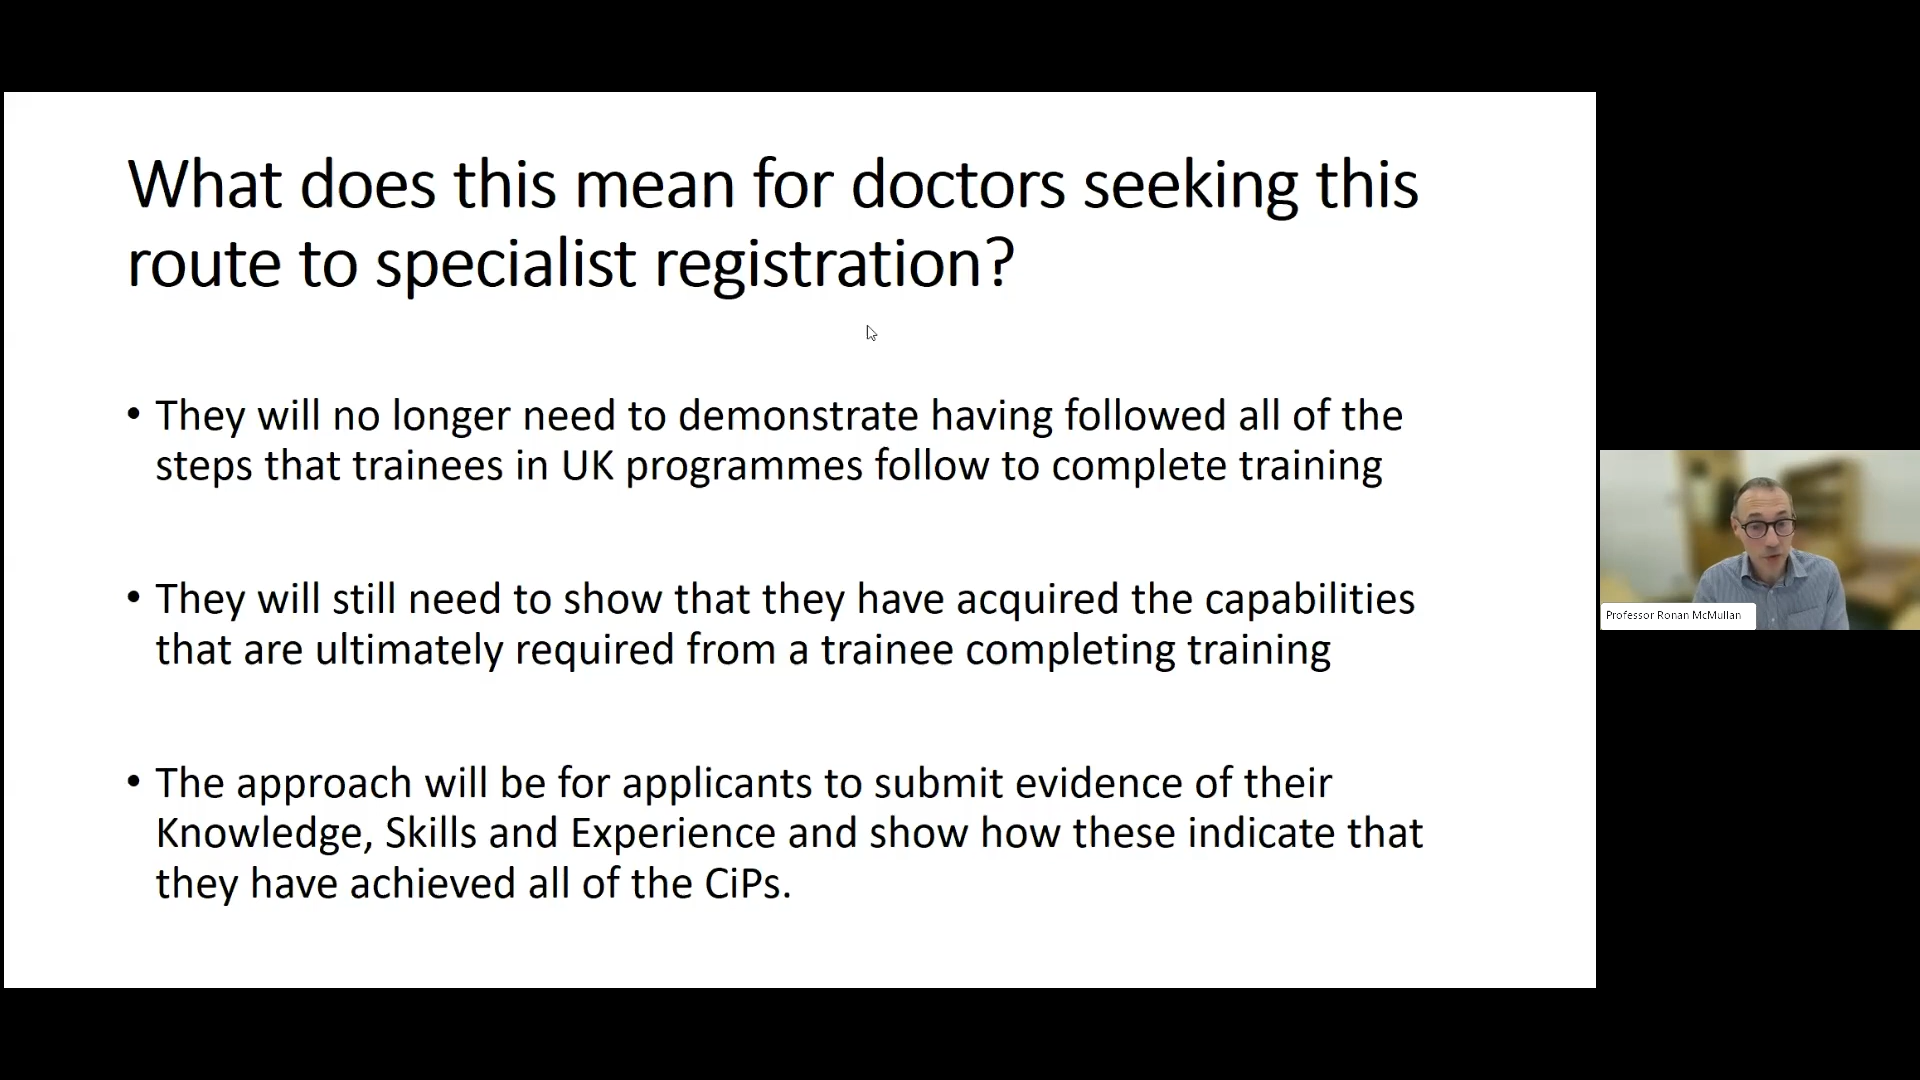 What does this mean for doctors seeking this
route to specialist registration?
• They will no longer need to demonstrate having followed all of the
steps that trainees in UK programmes follow to complete training
• They will still need to show that they have acquired the capabilities
that are ultimately required from a trainee completing training
• The approach will be for applicants to submit evidence of their
Knowledge, Skills and Experience and show how these indicate that
they have achieved all of the CiPs.
Professor Ronan McMullan